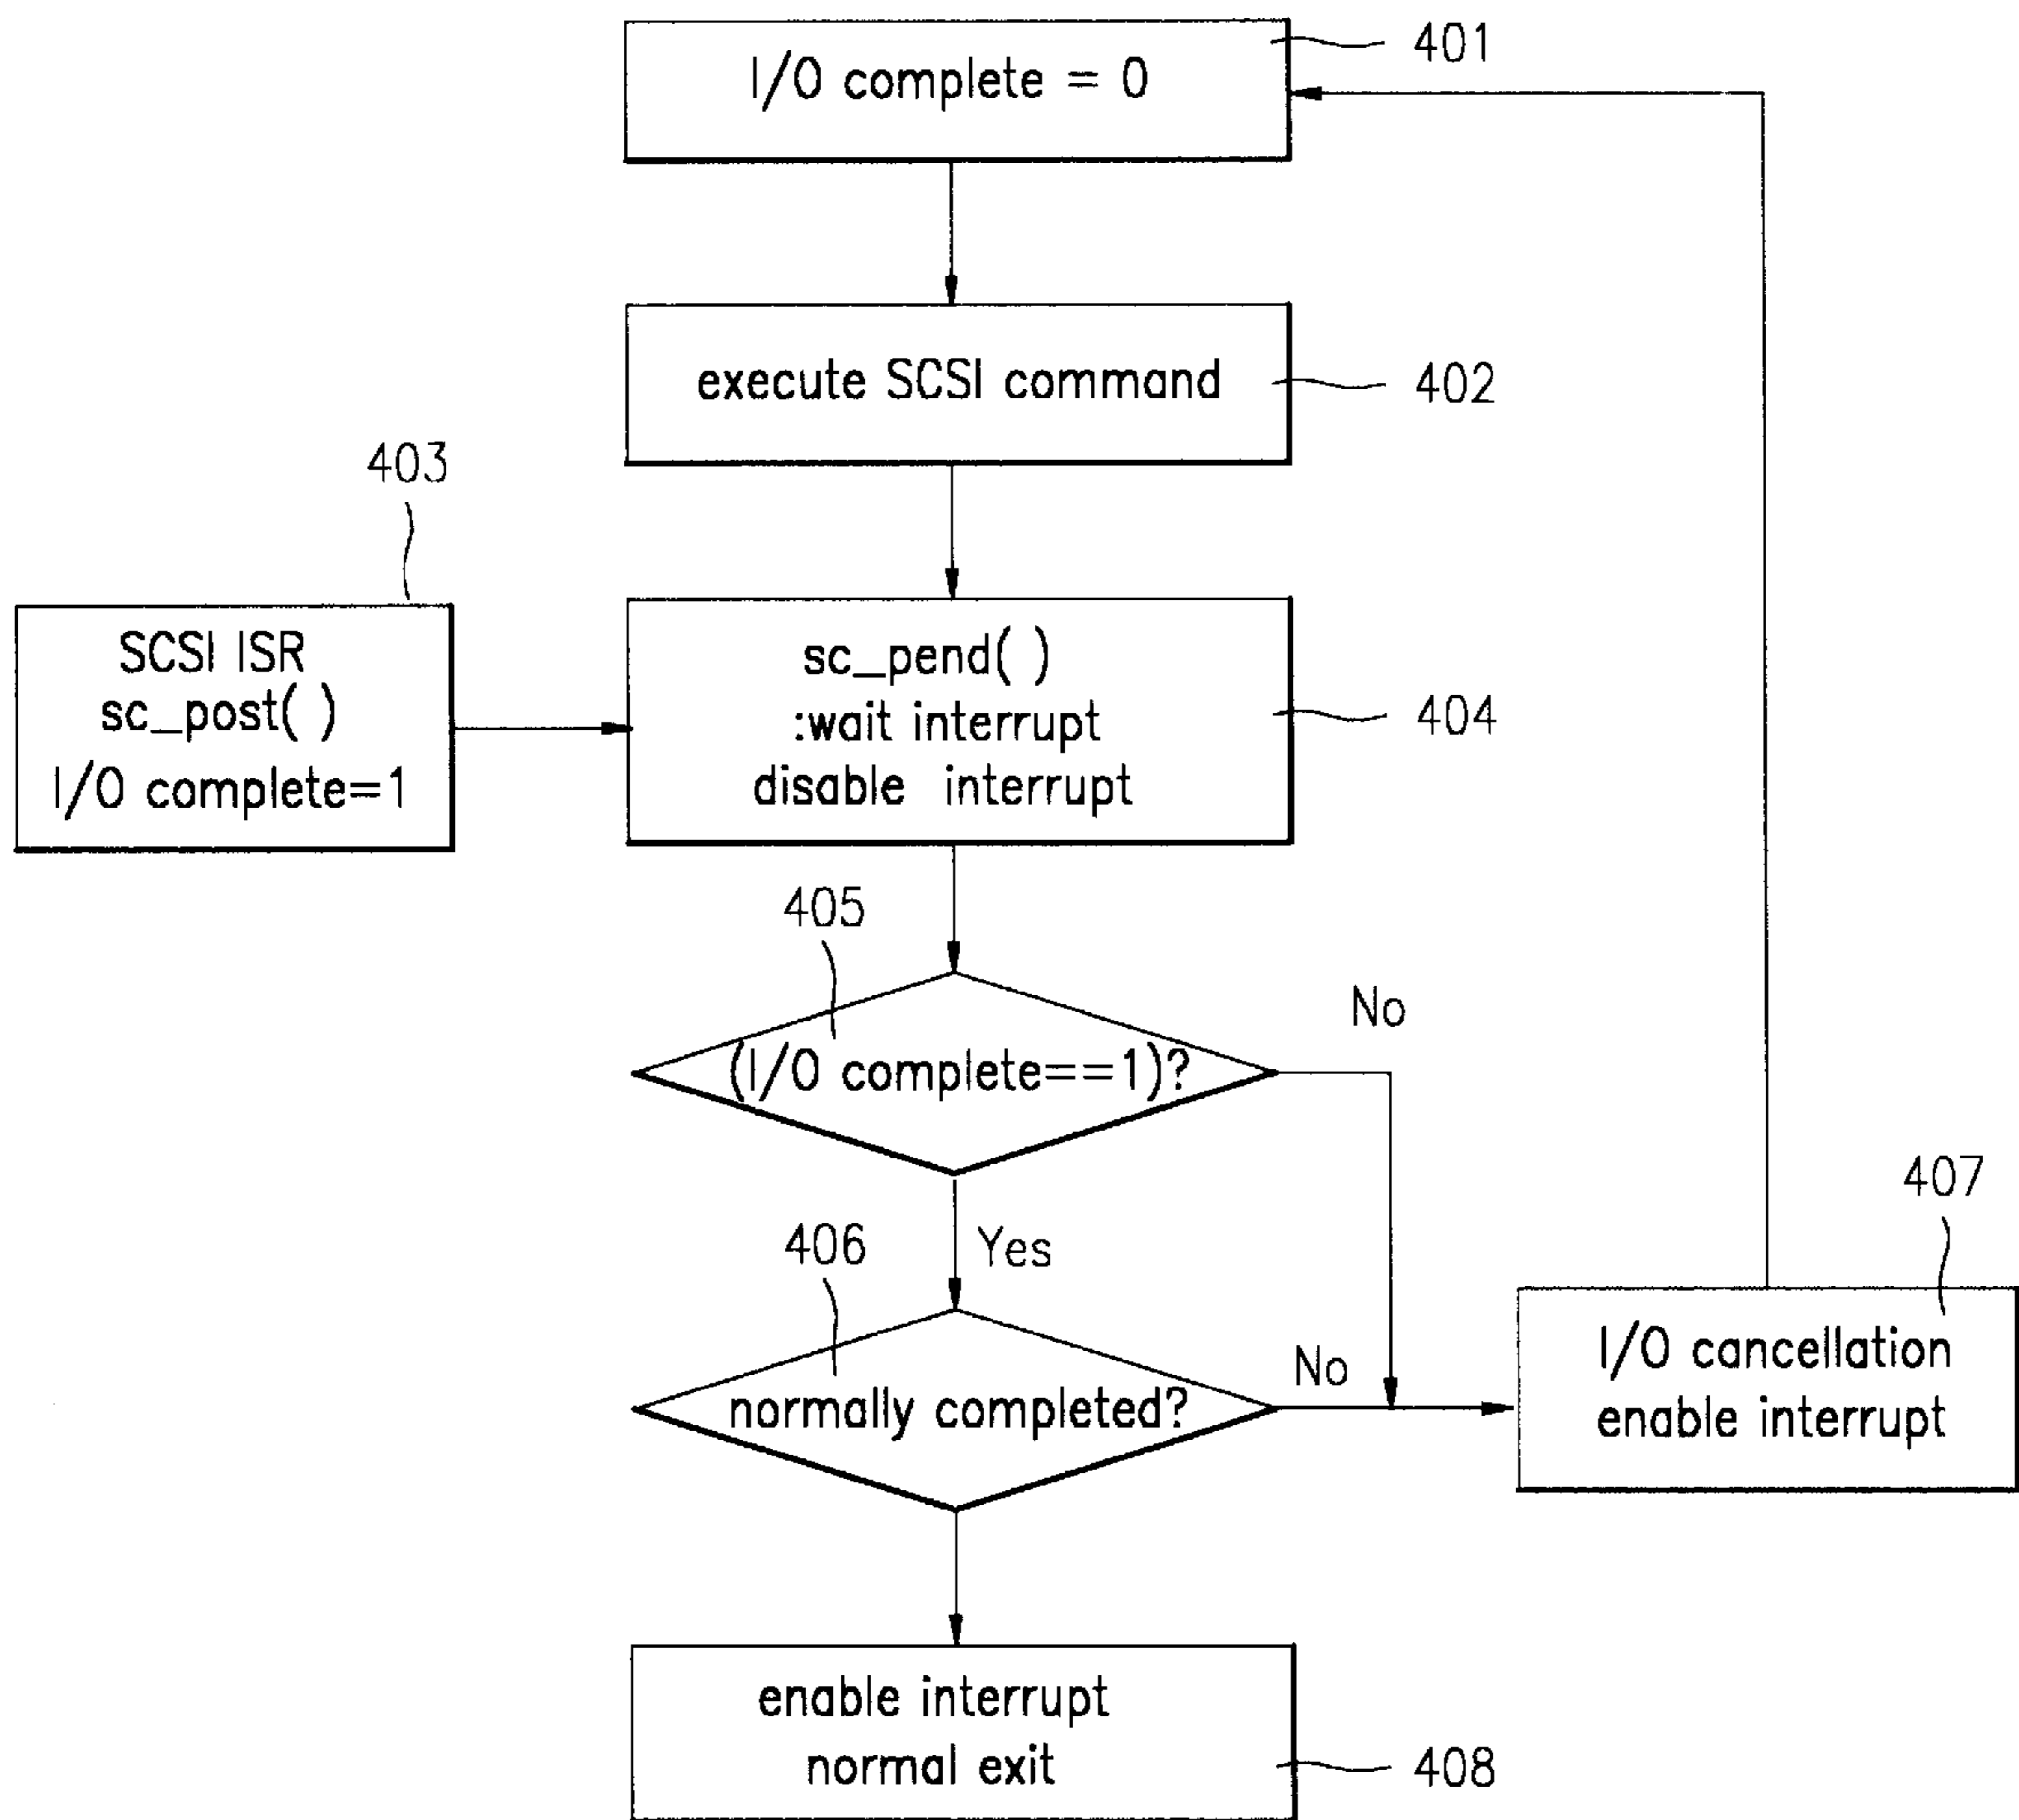 I/O complete = 0
401
execute SCSI command
402
403
SCSI ISR
sc_post( )
I/O complete=1
sc_pend( )
:wait interrupt
disable interrupt
404
405
(I/O complete==1)?
No
Yes
406
normally completed?
No
407
I/O cancellation
enable interrupt
enable interrupt
normal exit
408